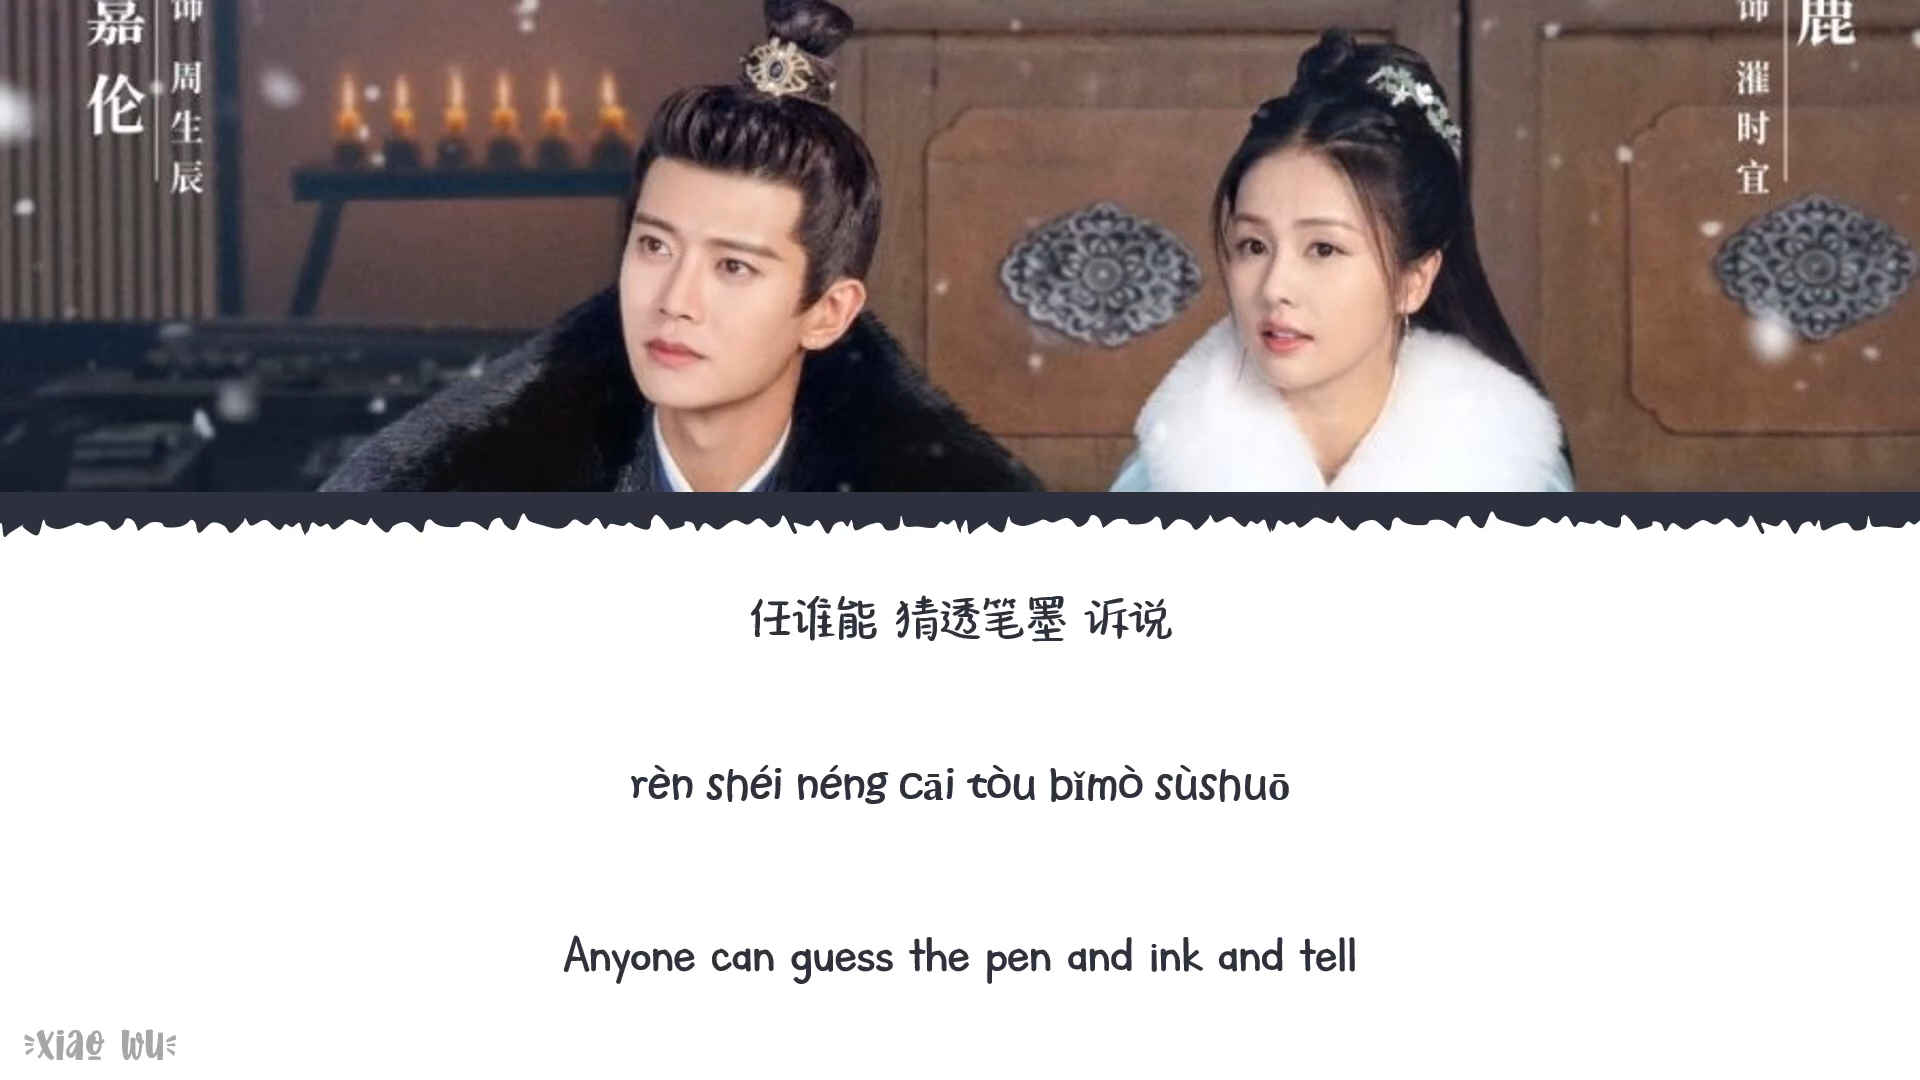 嘉伦
饰 周生辰
饰 漼时宜
鹿
任谁能 猜透笔墨 诉说
rèn shéi néng cāi tòu bǐmò sùshuō
Anyone can guess the pen and ink and tell
xiao wu